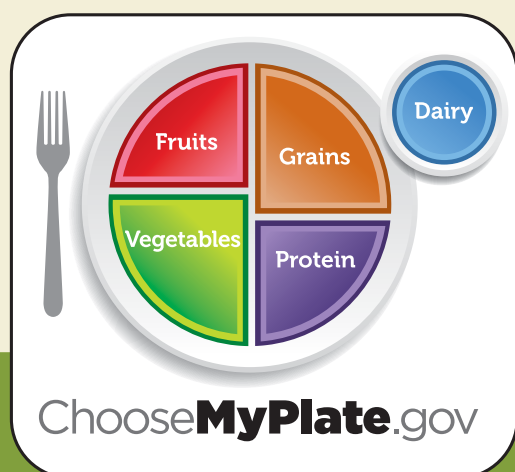 Dairy
Fruits
Grains
Vegetables
Protein
ChooseMyPlate.gov